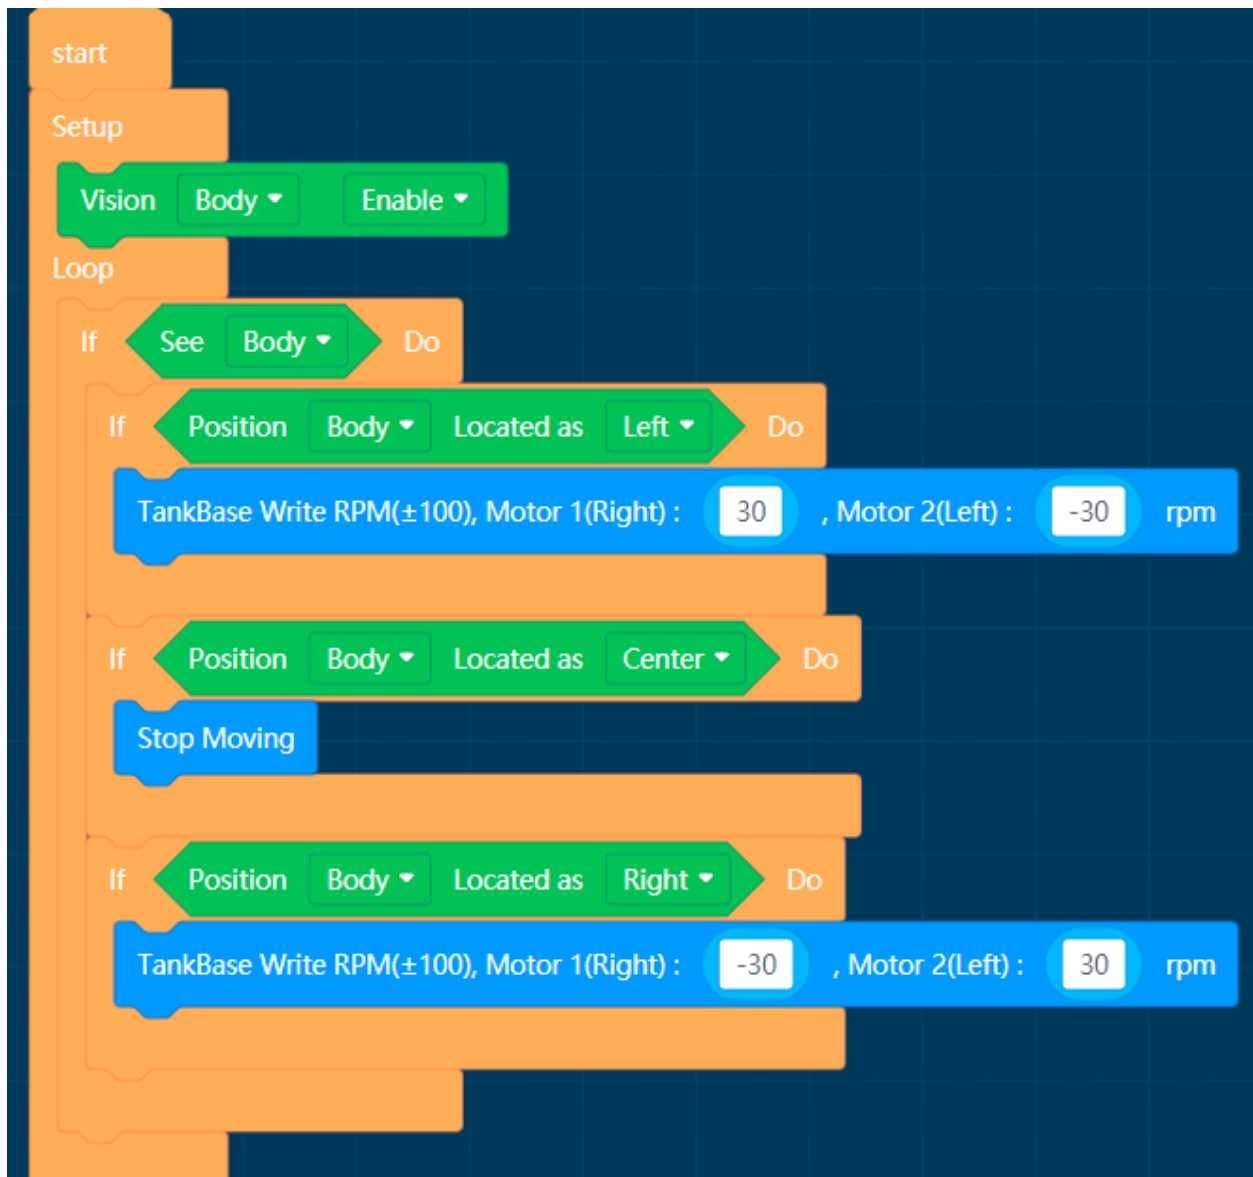 start
Setup
Vision Body Enable
Loop
If See Body Do
If Position Body Located as Left Do
TankBase Write RPM(±100), Motor 1(Right) : 30 , Motor 2(Left) : -30 rpm
If Position Body Located as Center Do
Stop Moving
If Position Body Located as Right Do
TankBase Write RPM(±100), Motor 1(Right) : -30 , Motor 2(Left) : 30 rpm